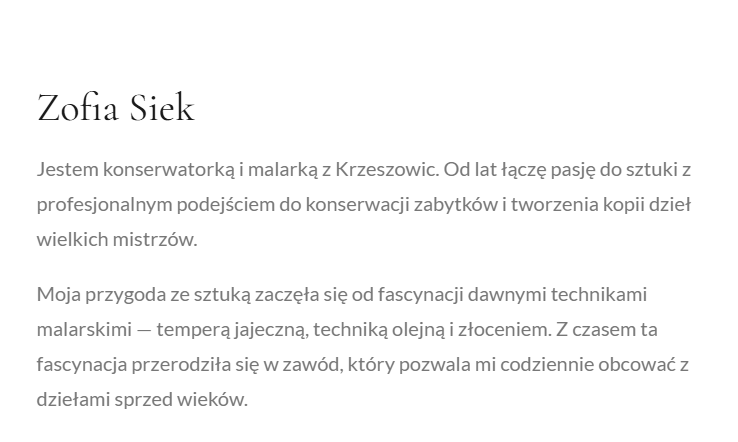 Zofia Siek
Jestem konserwatorką i malarką z Krzeszowic. Od lat łączę pasję do sztuki z
profesjonalnym podejściem do konserwacji zabytków i tworzenia kopii dzieł
wielkich mistrzów.
Moja przygoda ze sztuką zaczęła się od fascynacji dawnymi technikami
malarskimi — temperą jajeczną, techniką olejną i złoceniem. Z czasem ta
fascynacja przerodziła się w zawód, który pozwala mi codziennie obcować z
dziełami sprzed wieków.